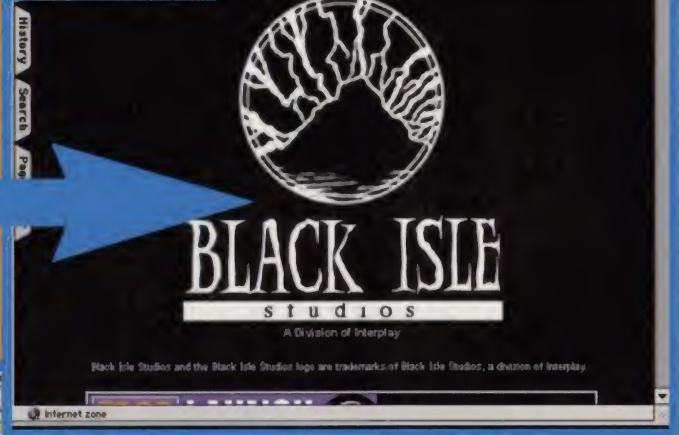 History
Search
BLACK ISLE
studios
A Division of Interplay
Black Isle Studios and the Black Isle Studios logo are trademarks of Black Isle Studios, a division of Interplay.
Internet zone